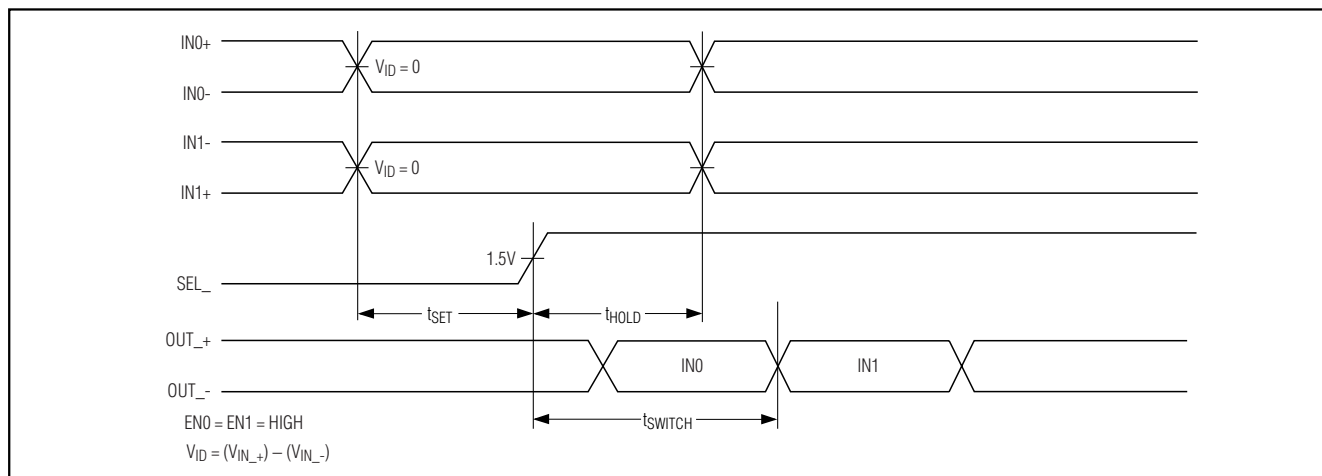 IN0+
V_ID = 0
IN0-
IN1-
V_ID = 0
IN1+
1.5V
SEL_
t_SET
t_HOLD
OUT_+
IN0
IN1
OUT_-
t_SWITCH
EN0 = EN1 = HIGH
V_ID = (V_IN_+) – (V_IN_-)